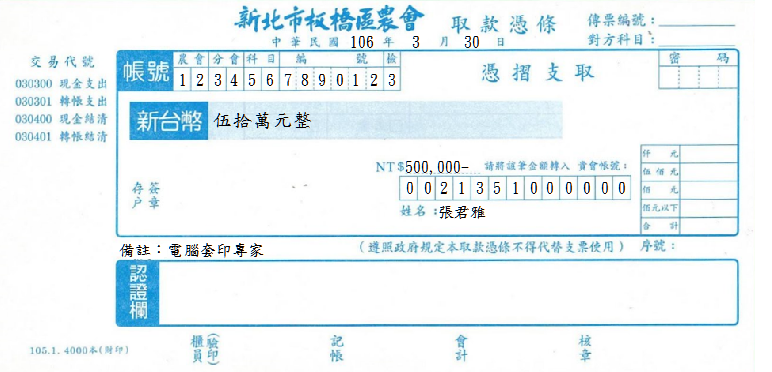 新北市板橋區農會 取款憑條 傳票編號：
中華民國 106 年 3 月 30 日 對方科目：
交易代號
030300 現金支出
030301 轉帳支出
030400 現金結清
030401 轉帳結清
帳號 農會 分會 科目 編號 檢
1 2 3 4 5 6 7 8 9 0 1 2 3
憑摺支取
密碼
新台幣 伍拾萬元整
NT$500,000- 請將該筆金額轉入 貴會帳號：
0 0 2 1 3 5 1 0 0 0 0 0 0
姓名：張君雅
存戶簽章
仟元
伍佰元
佰元
佰元以下
合計
備註：電腦套印專家 （遵照政府規定本取款憑條不得代替支票使用） 序號：
認證欄
105.1. 4000本(附印) 櫃員(驗印) 記帳 會計 核章